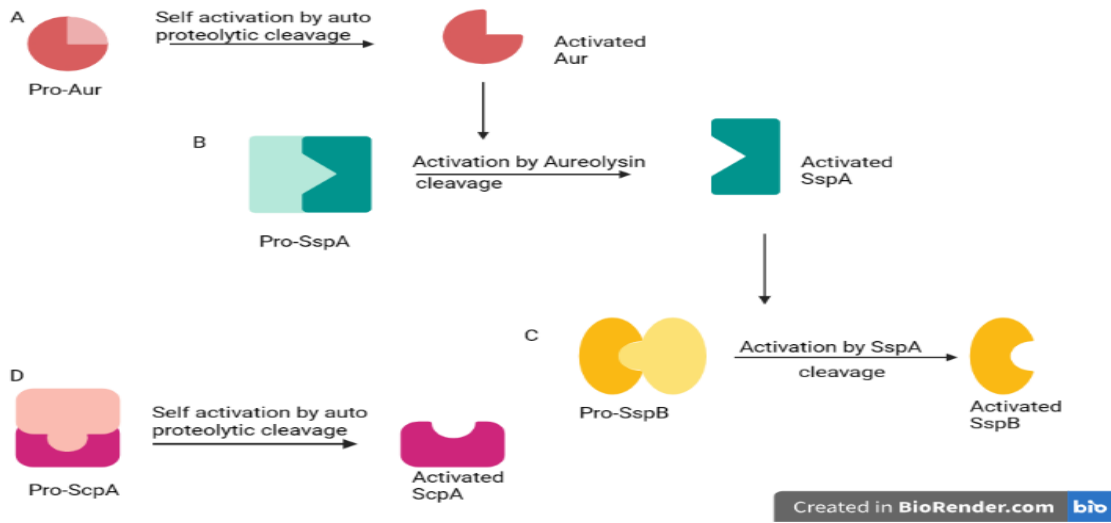 A
Self activation by auto
proteolytic cleavage
Pro-Aur
Activated
Aur
B
Activation by Aureolysin
cleavage
Activated
SspA
Pro-SspA
C
Activation by SspA
cleavage
Pro-SspB
Activated
SspB
D
Self activation by auto
proteolytic cleavage
Pro-ScpA
Activated
ScpA
Created in BioRender.com bio